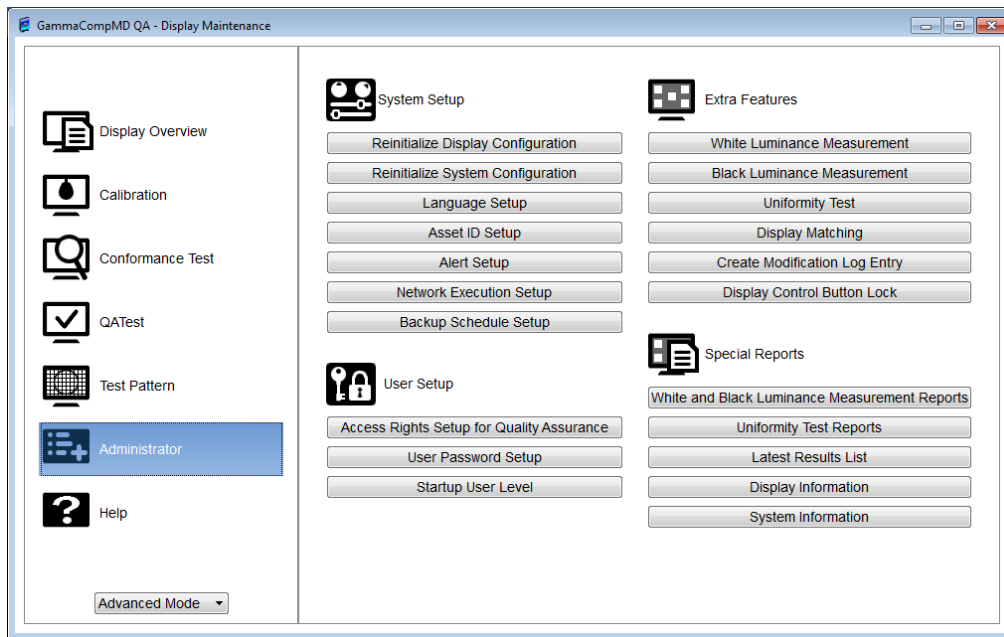 GammaCompMD QA - Display Maintenance
Display Overview
Calibration
Conformance Test
QATest
Test Pattern
Administrator
Help
Advanced Mode
System Setup
Reinitialize Display Configuration
Reinitialize System Configuration
Language Setup
Asset ID Setup
Alert Setup
Network Execution Setup
Backup Schedule Setup
User Setup
Access Rights Setup for Quality Assurance
User Password Setup
Startup User Level
Extra Features
White Luminance Measurement
Black Luminance Measurement
Uniformity Test
Display Matching
Create Modification Log Entry
Display Control Button Lock
Special Reports
White and Black Luminance Measurement Reports
Uniformity Test Reports
Latest Results List
Display Information
System Information